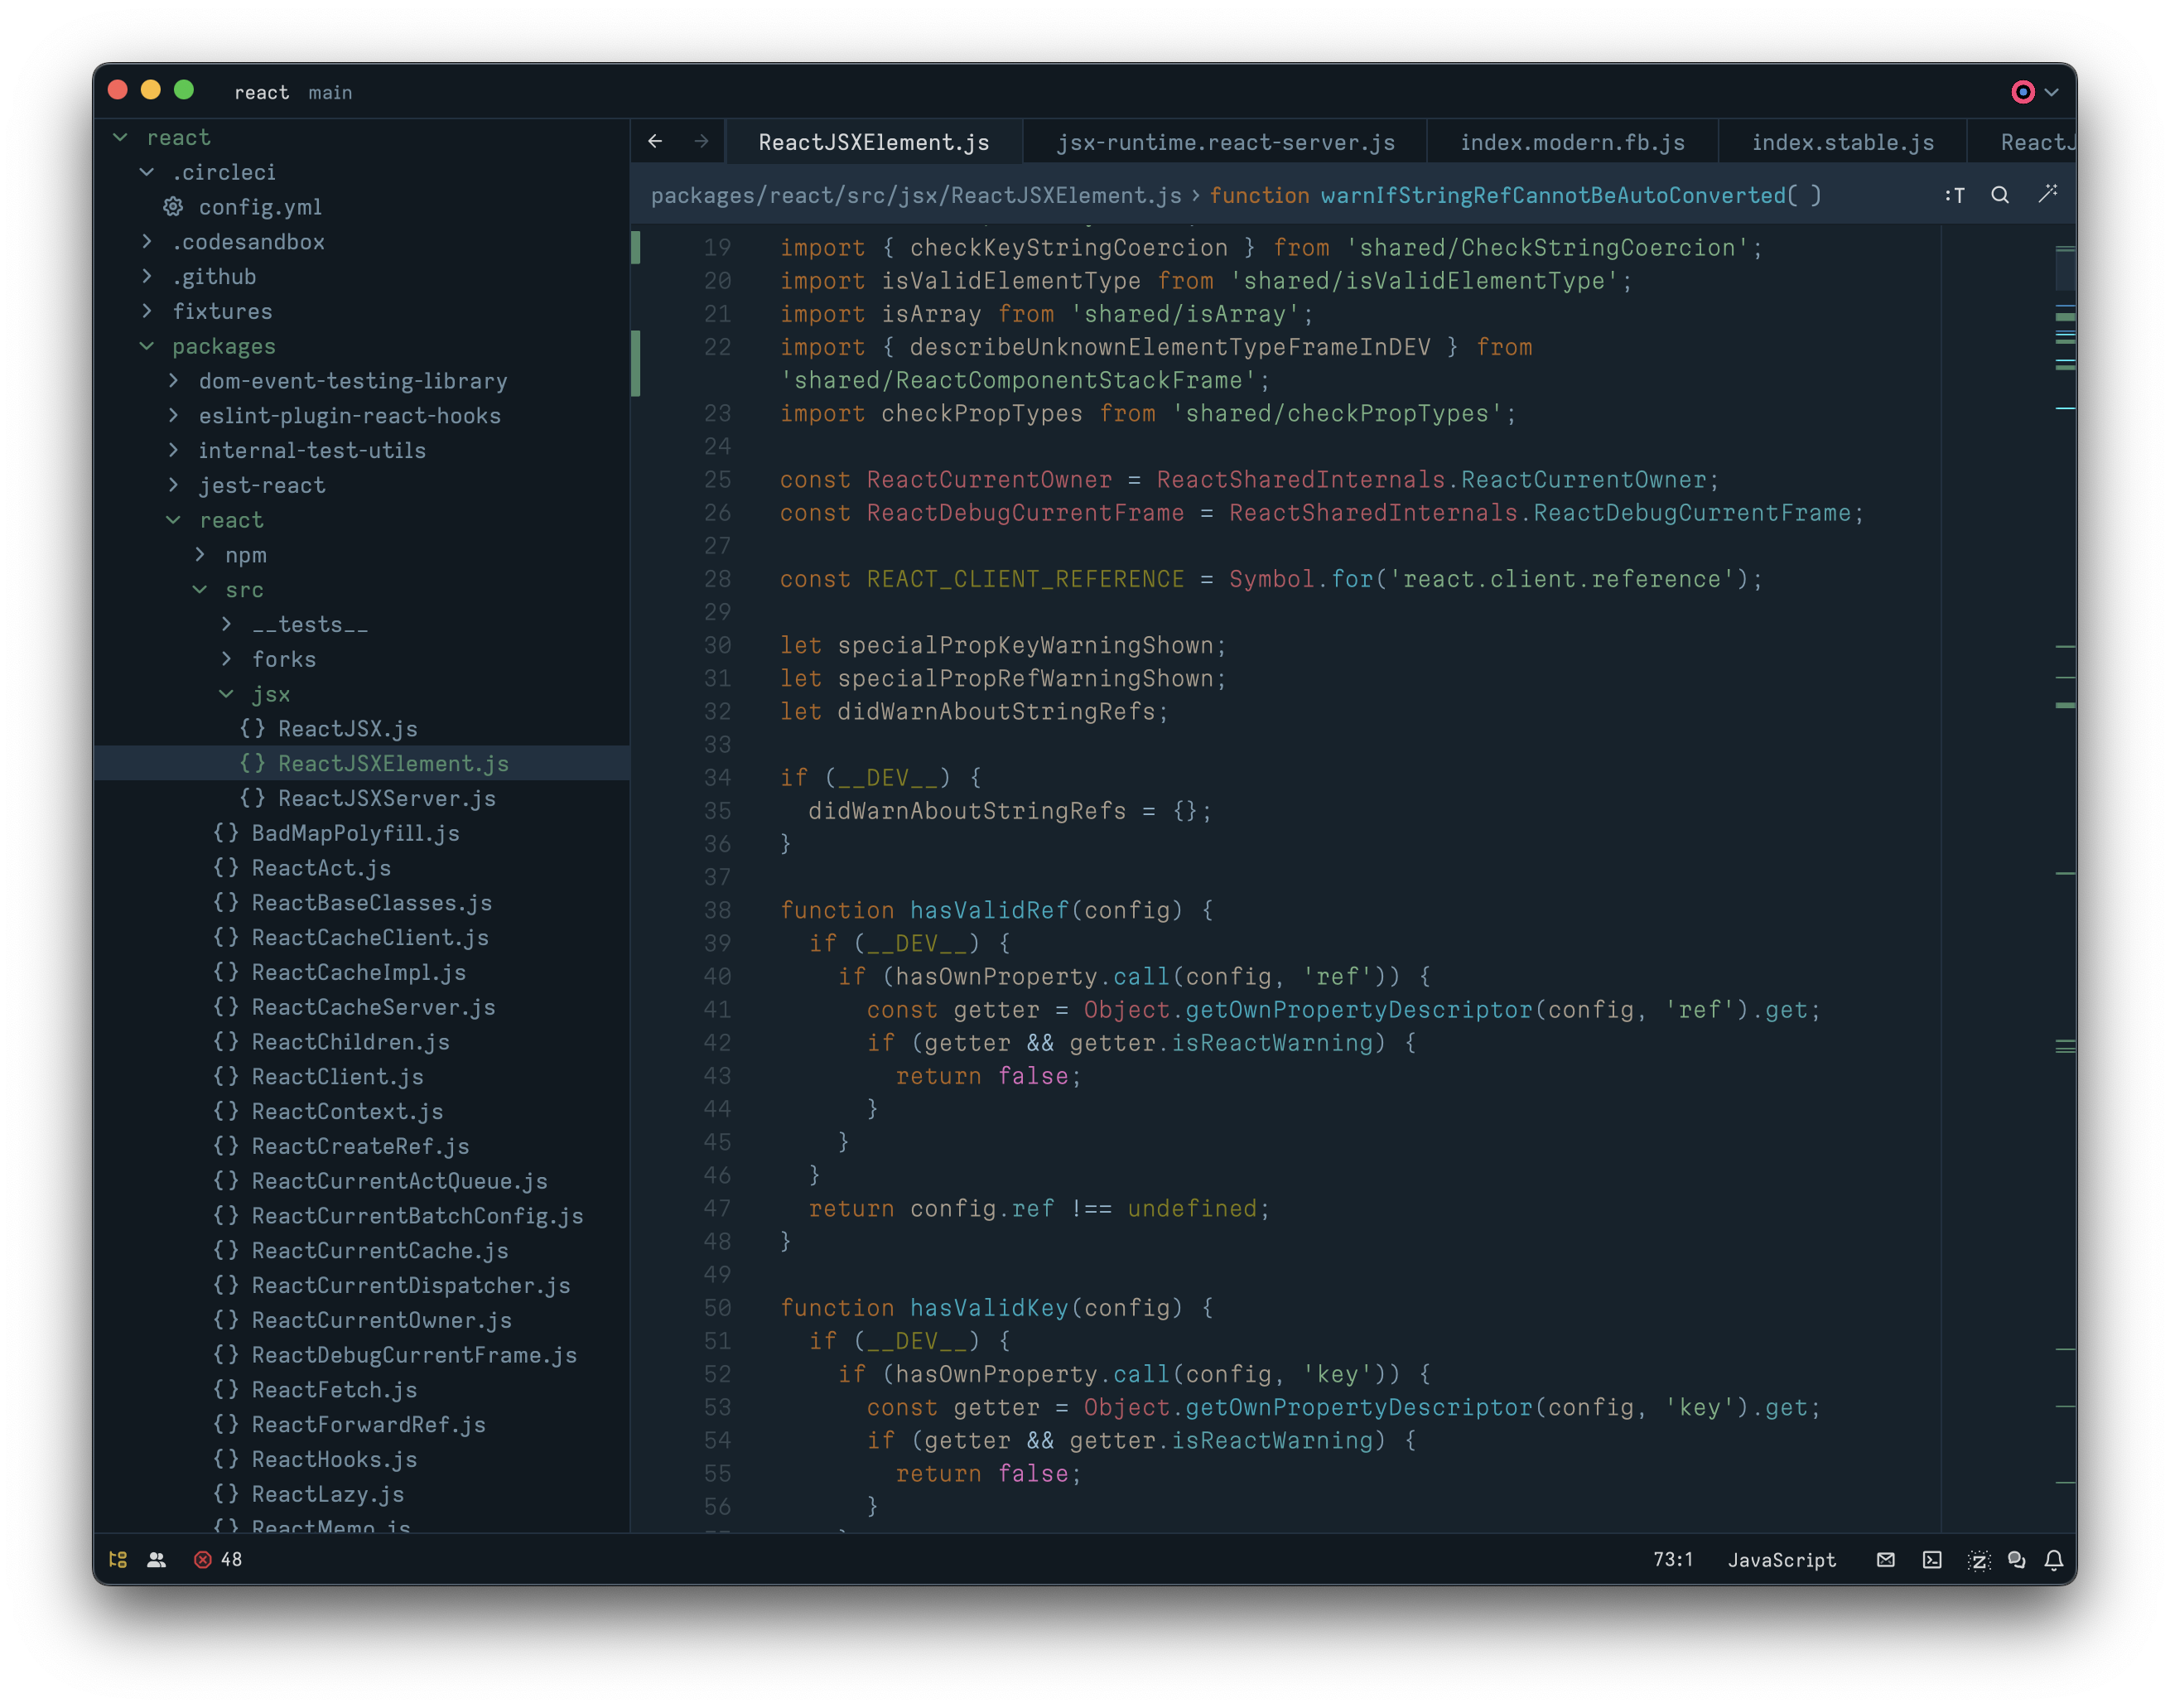 react main
react
.circleci
config.yml
.codesandbox
.github
fixtures
packages
dom-event-testing-library
eslint-plugin-react-hooks
internal-test-utils
jest-react
react
npm
src
__tests__
forks
jsx
{} ReactJSX.js
{} ReactJSXElement.js
{} ReactJSXServer.js
{} BadMapPolyfill.js
{} ReactAct.js
{} ReactBaseClasses.js
{} ReactCacheClient.js
{} ReactCacheImpl.js
{} ReactCacheServer.js
{} ReactChildren.js
{} ReactClient.js
{} ReactContext.js
{} ReactCreateRef.js
{} ReactCurrentActQueue.js
{} ReactCurrentBatchConfig.js
{} ReactCurrentCache.js
{} ReactCurrentDispatcher.js
{} ReactCurrentOwner.js
{} ReactDebugCurrentFrame.js
{} ReactFetch.js
{} ReactForwardRef.js
{} ReactHooks.js
{} ReactLazy.js
{} ReactMemo.js
ReactJSXElement.js jsx-runtime.react-server.js index.modern.fb.js index.stable.js ReactJ
packages/react/src/jsx/ReactJSXElement.js › function warnIfStringRefCannotBeAutoConverted( ) :T
19 import { checkKeyStringCoercion } from 'shared/CheckStringCoercion';
20 import isValidElementType from 'shared/isValidElementType';
21 import isArray from 'shared/isArray';
22 import { describeUnknownElementTypeFrameInDEV } from
'shared/ReactComponentStackFrame';
23 import checkPropTypes from 'shared/checkPropTypes';
24
25 const ReactCurrentOwner = ReactSharedInternals.ReactCurrentOwner;
26 const ReactDebugCurrentFrame = ReactSharedInternals.ReactDebugCurrentFrame;
27
28 const REACT_CLIENT_REFERENCE = Symbol.for('react.client.reference');
29
30 let specialPropKeyWarningShown;
31 let specialPropRefWarningShown;
32 let didWarnAboutStringRefs;
33
34 if (__DEV__) {
35 didWarnAboutStringRefs = {};
36 }
37
38 function hasValidRef(config) {
39 if (__DEV__) {
40 if (hasOwnProperty.call(config, 'ref')) {
41 const getter = Object.getOwnPropertyDescriptor(config, 'ref').get;
42 if (getter && getter.isReactWarning) {
43 return false;
44 }
45 }
46 }
47 return config.ref !== undefined;
48 }
49
50 function hasValidKey(config) {
51 if (__DEV__) {
52 if (hasOwnProperty.call(config, 'key')) {
53 const getter = Object.getOwnPropertyDescriptor(config, 'key').get;
54 if (getter && getter.isReactWarning) {
55 return false;
56 }
48 73:1 JavaScript